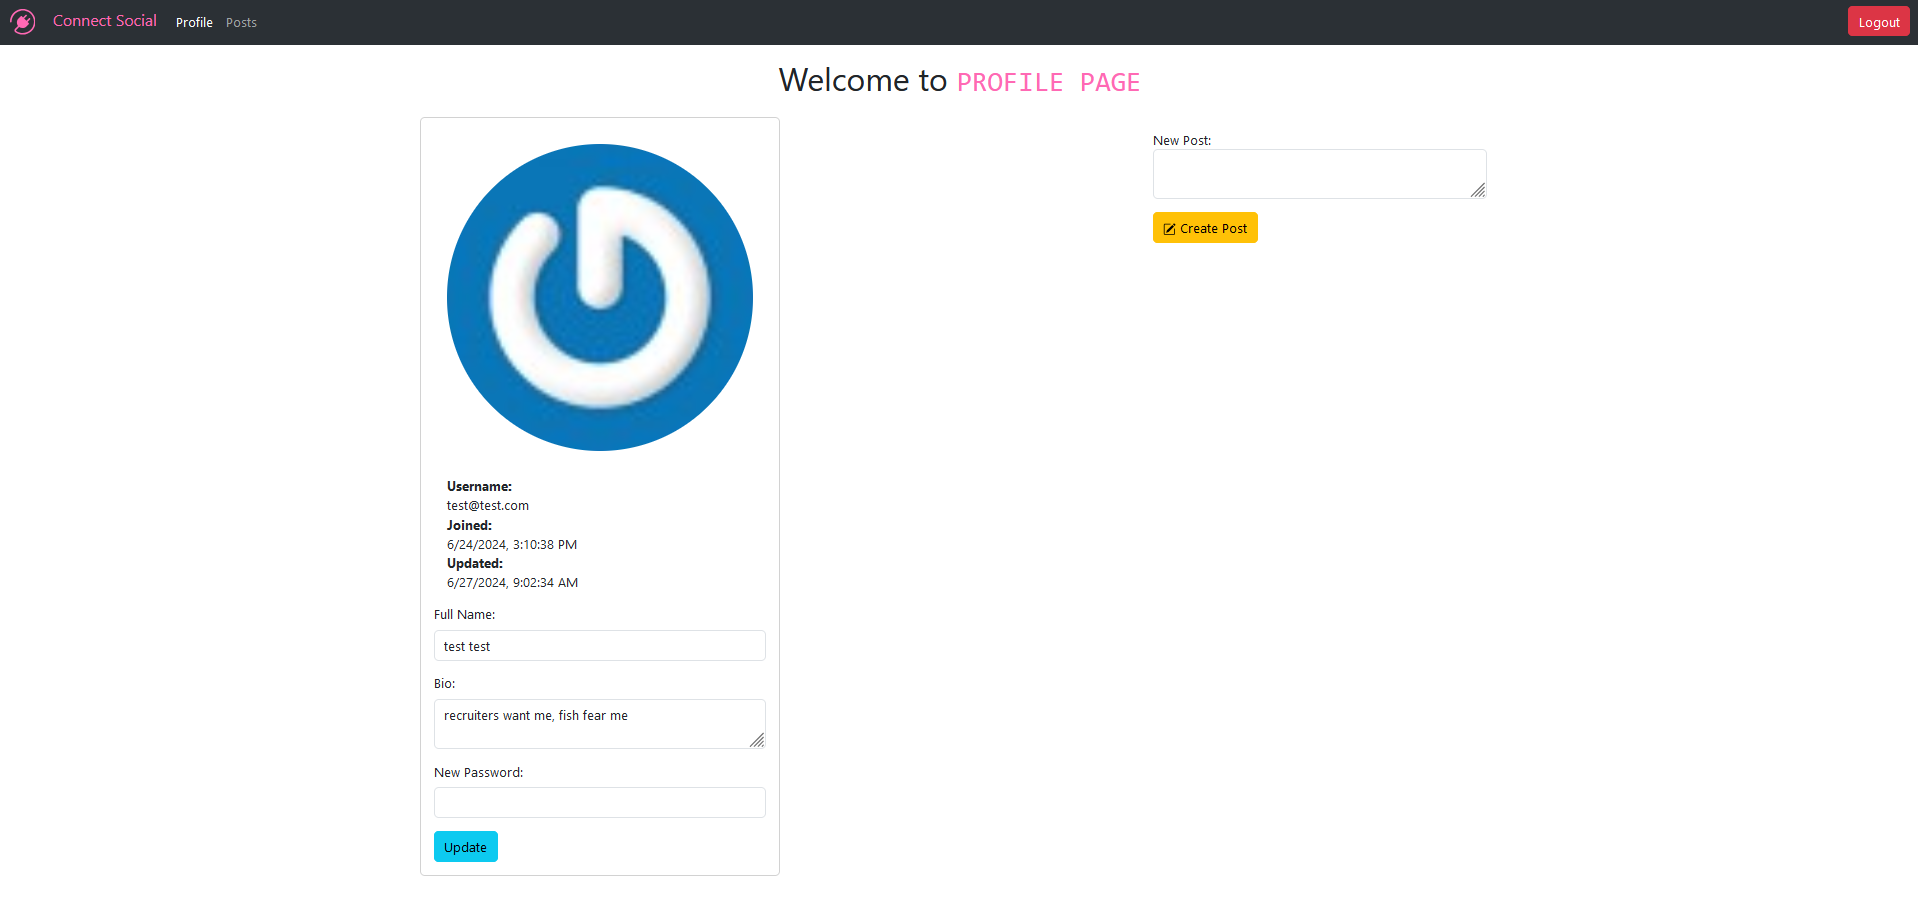 Connect Social
Profile
Posts
Logout
Welcome to PROFILE PAGE
Username:
test@test.com
Joined:
6/24/2024, 3:10:38 PM
Updated:
6/27/2024, 9:02:34 AM
Full Name:
test test
Bio:
recruiters want me, fish fear me
New Password:
Update
New Post:
Create Post